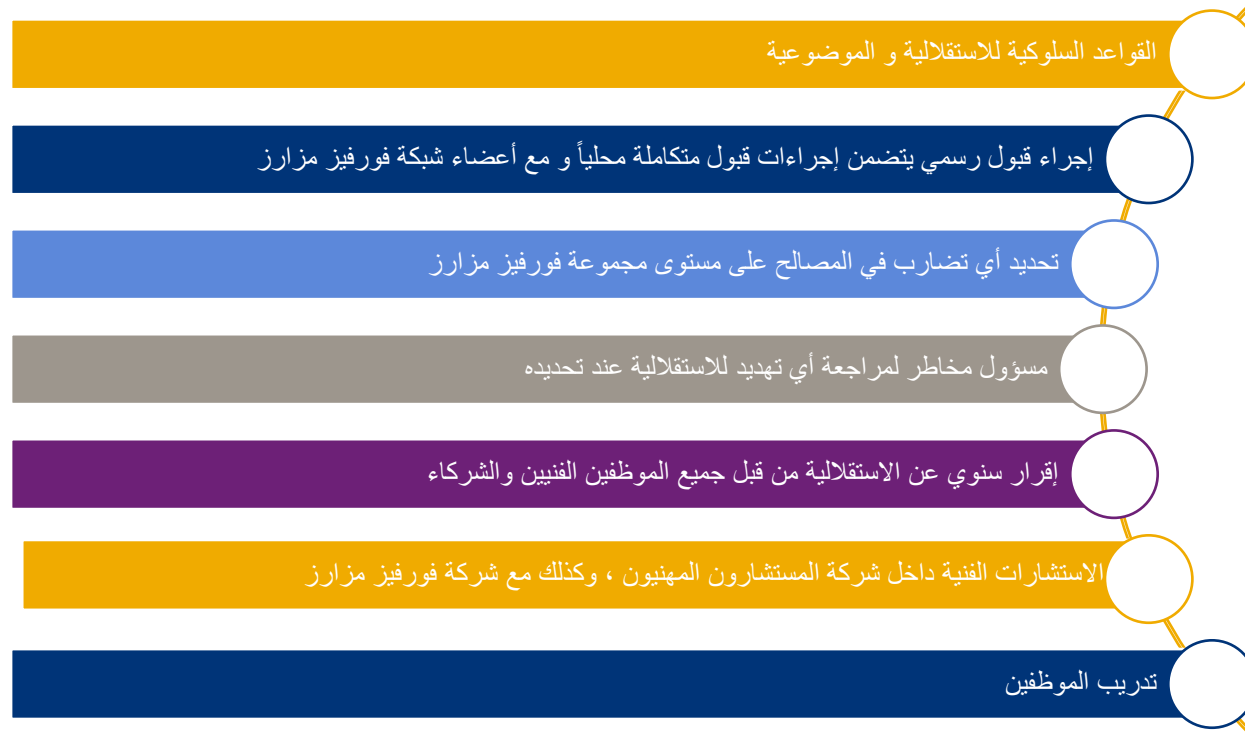 القواعد السلوكية للاستقلالية و الموضوعية
إجراء قبول رسمي يتضمن إجراءات قبول متكاملة محلياً و مع أعضاء شبكة فورفيز مزارز
تحديد أي تضارب في المصالح على مستوى مجموعة فورفيز مزارز
مسؤول مخاطر لمراجعة أي تهديد للاستقلالية عند تحديده
إقرار سنوي عن الاستقلالية من قبل جميع الموظفين الفنيين والشركاء
الاستشارات الفنية داخل شركة المستشارون المهنيون ، وكذلك مع شركة فورفيز مزارز
تدريب الموظفين